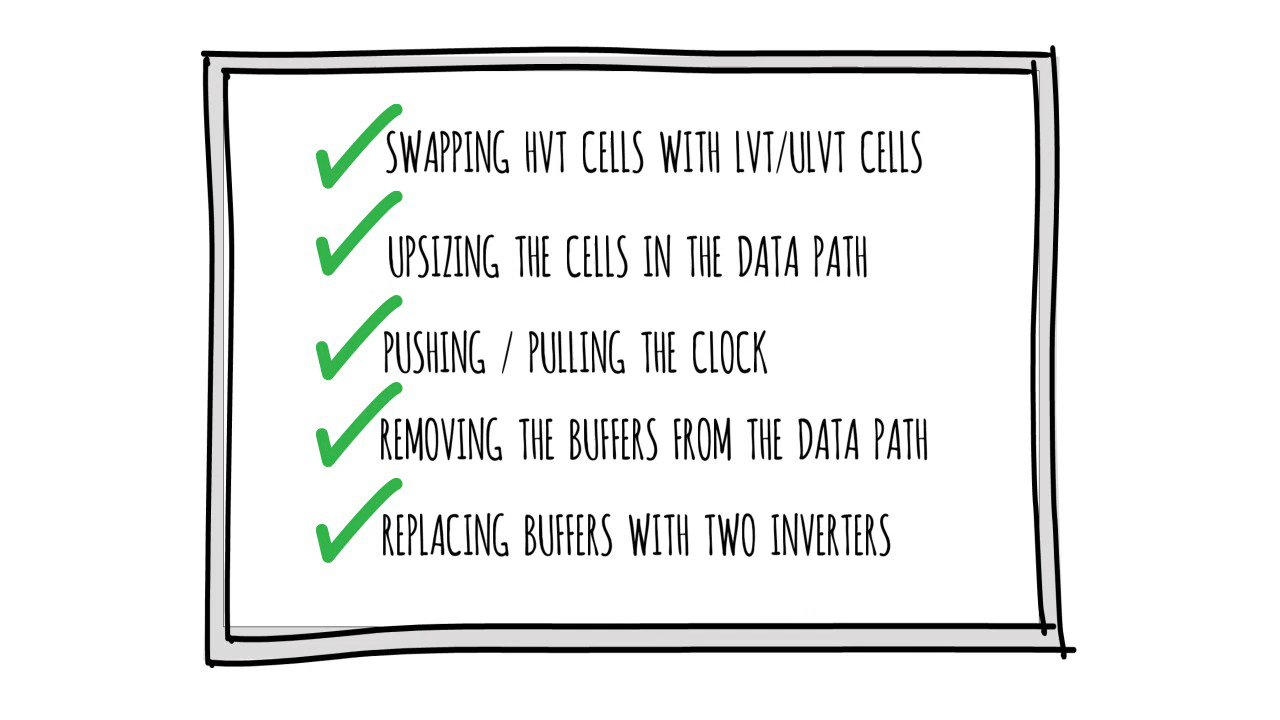 SWAPPING HVT CELLS WITH LVT/ULVT CELLS
UPSIZING THE CELLS IN THE DATA PATH
PUSHING / PULLING THE CLOCK
REMOVING THE BUFFERS FROM THE DATA PATH
REPLACING BUFFERS WITH TWO INVERTERS